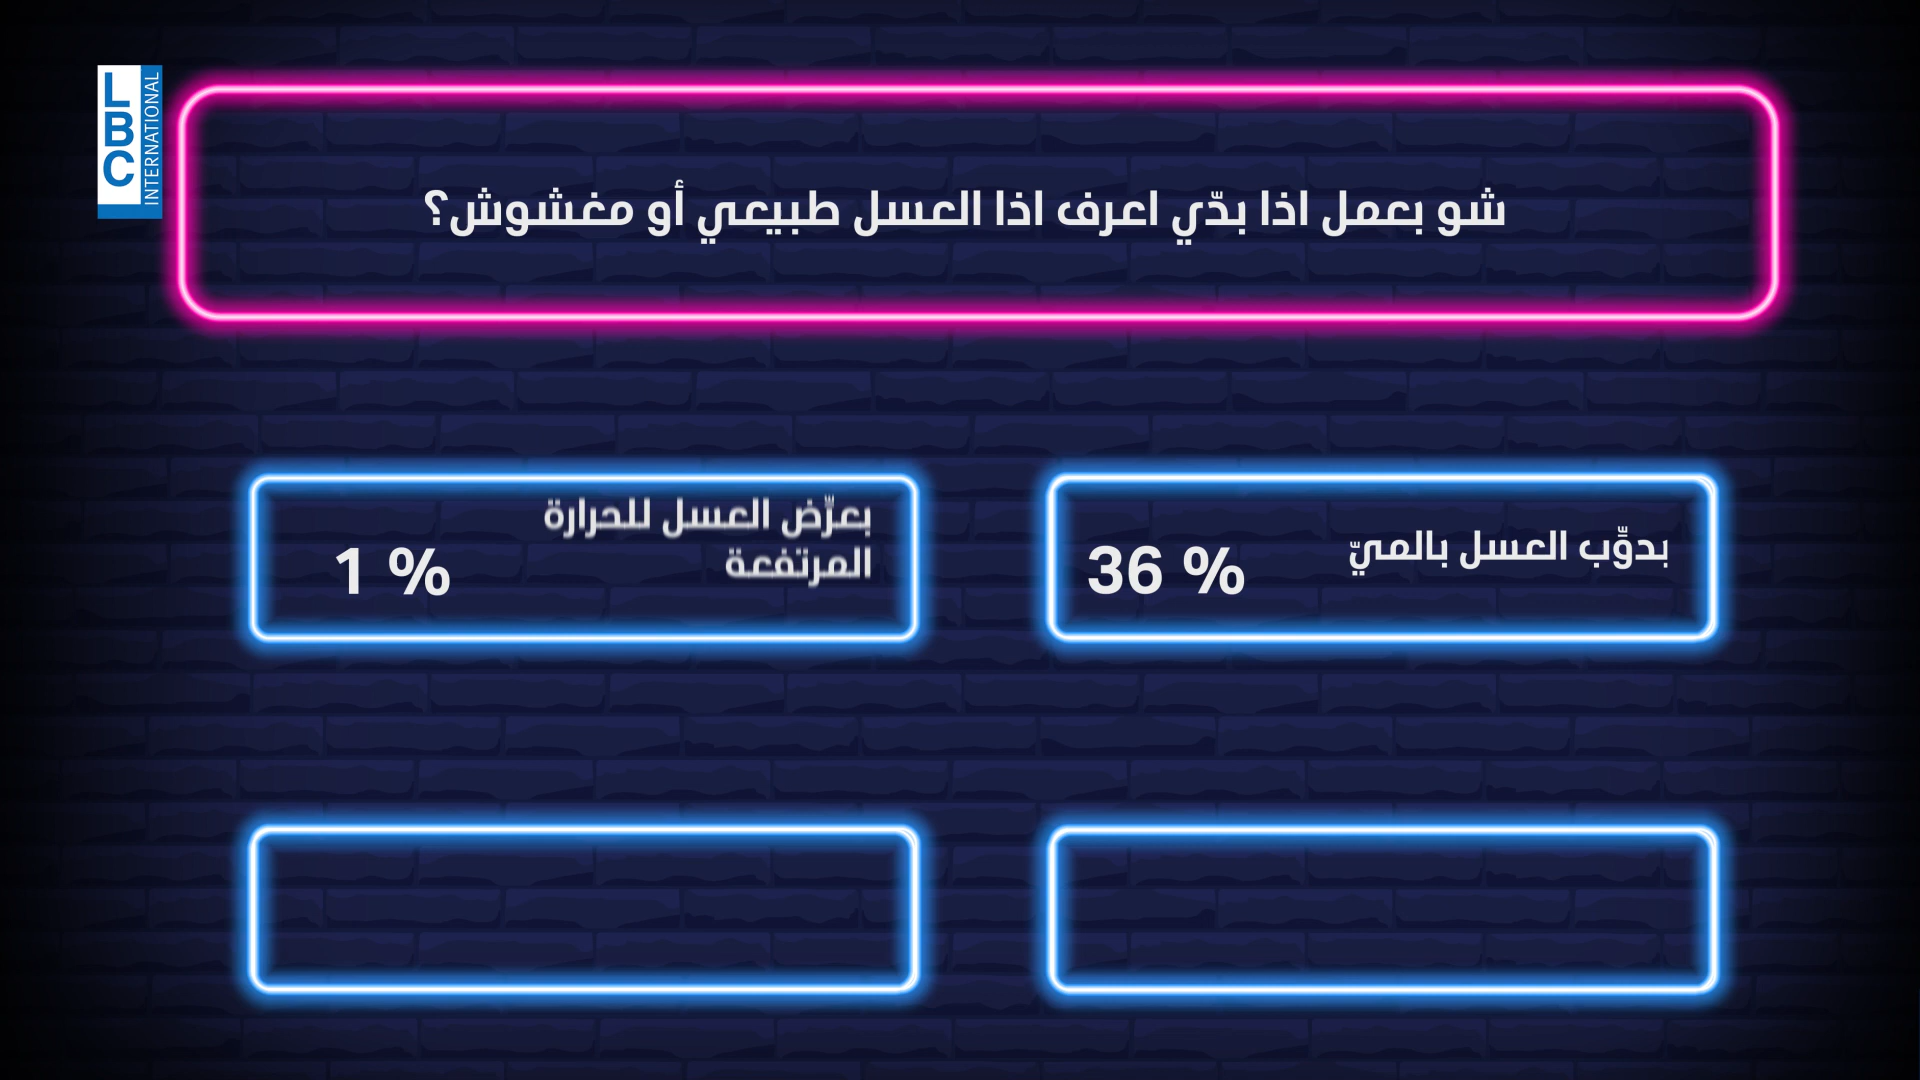 LBC
INTERNATIONAL
شو بعمل اذا بدّي اعرف اذا العسل طبيعي أو مغشوش؟
بدوّب العسل بالميّ
36 %
بعرّض العسل للحرارة
المرتفعة
1 %